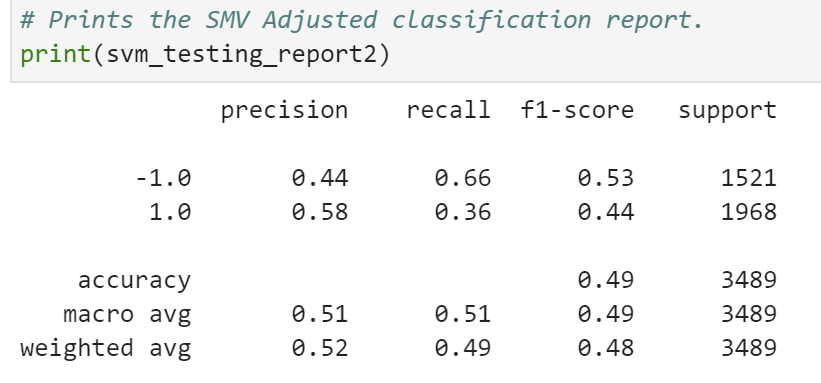 # Prints the SMV Adjusted classification report.
print(svm_testing_report2)
precision recall f1-score support
-1.0 0.44 0.66 0.53 1521
1.0 0.58 0.36 0.44 1968
accuracy 0.49 3489
macro avg 0.51 0.51 0.49 3489
weighted avg 0.52 0.49 0.48 3489